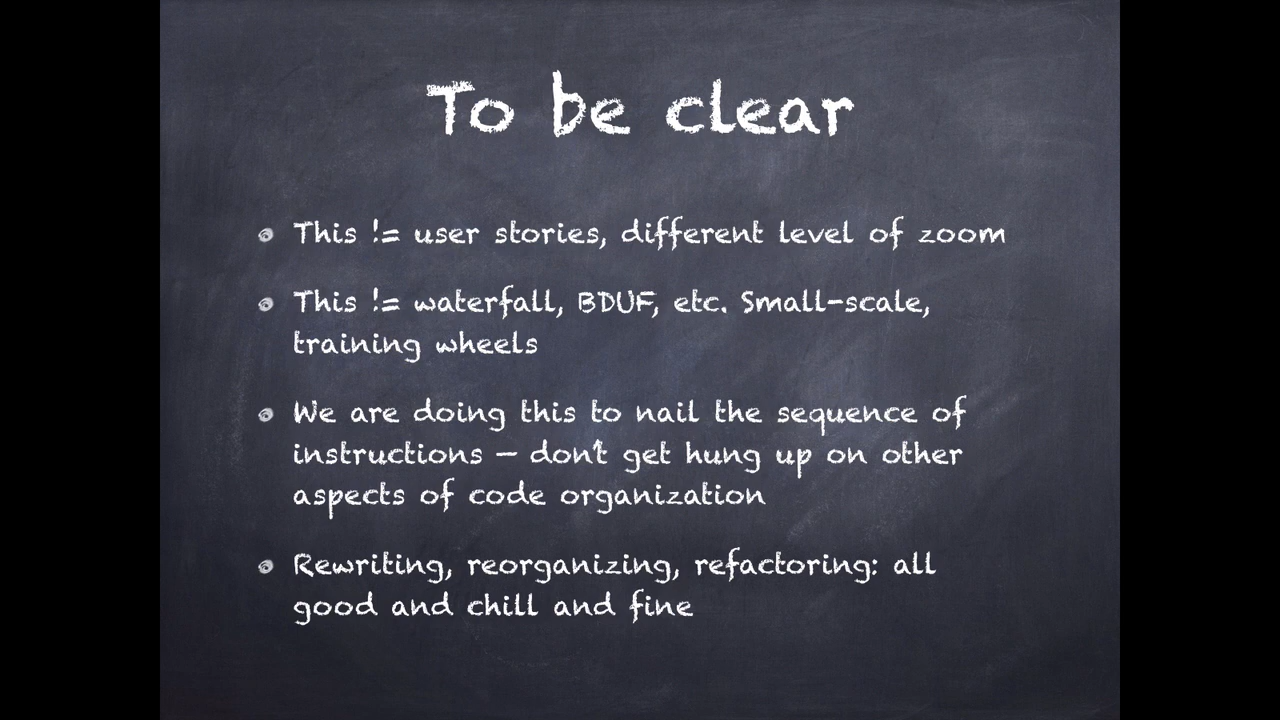 To be clear
This != user stories, different level of zoom
This != waterfall, BDUF, etc. Small-scale,
training wheels
We are doing this to nail the sequence of
instructions — don't get hung up on other
aspects of code organization
Rewriting, reorganizing, refactoring: all
good and chill and fine